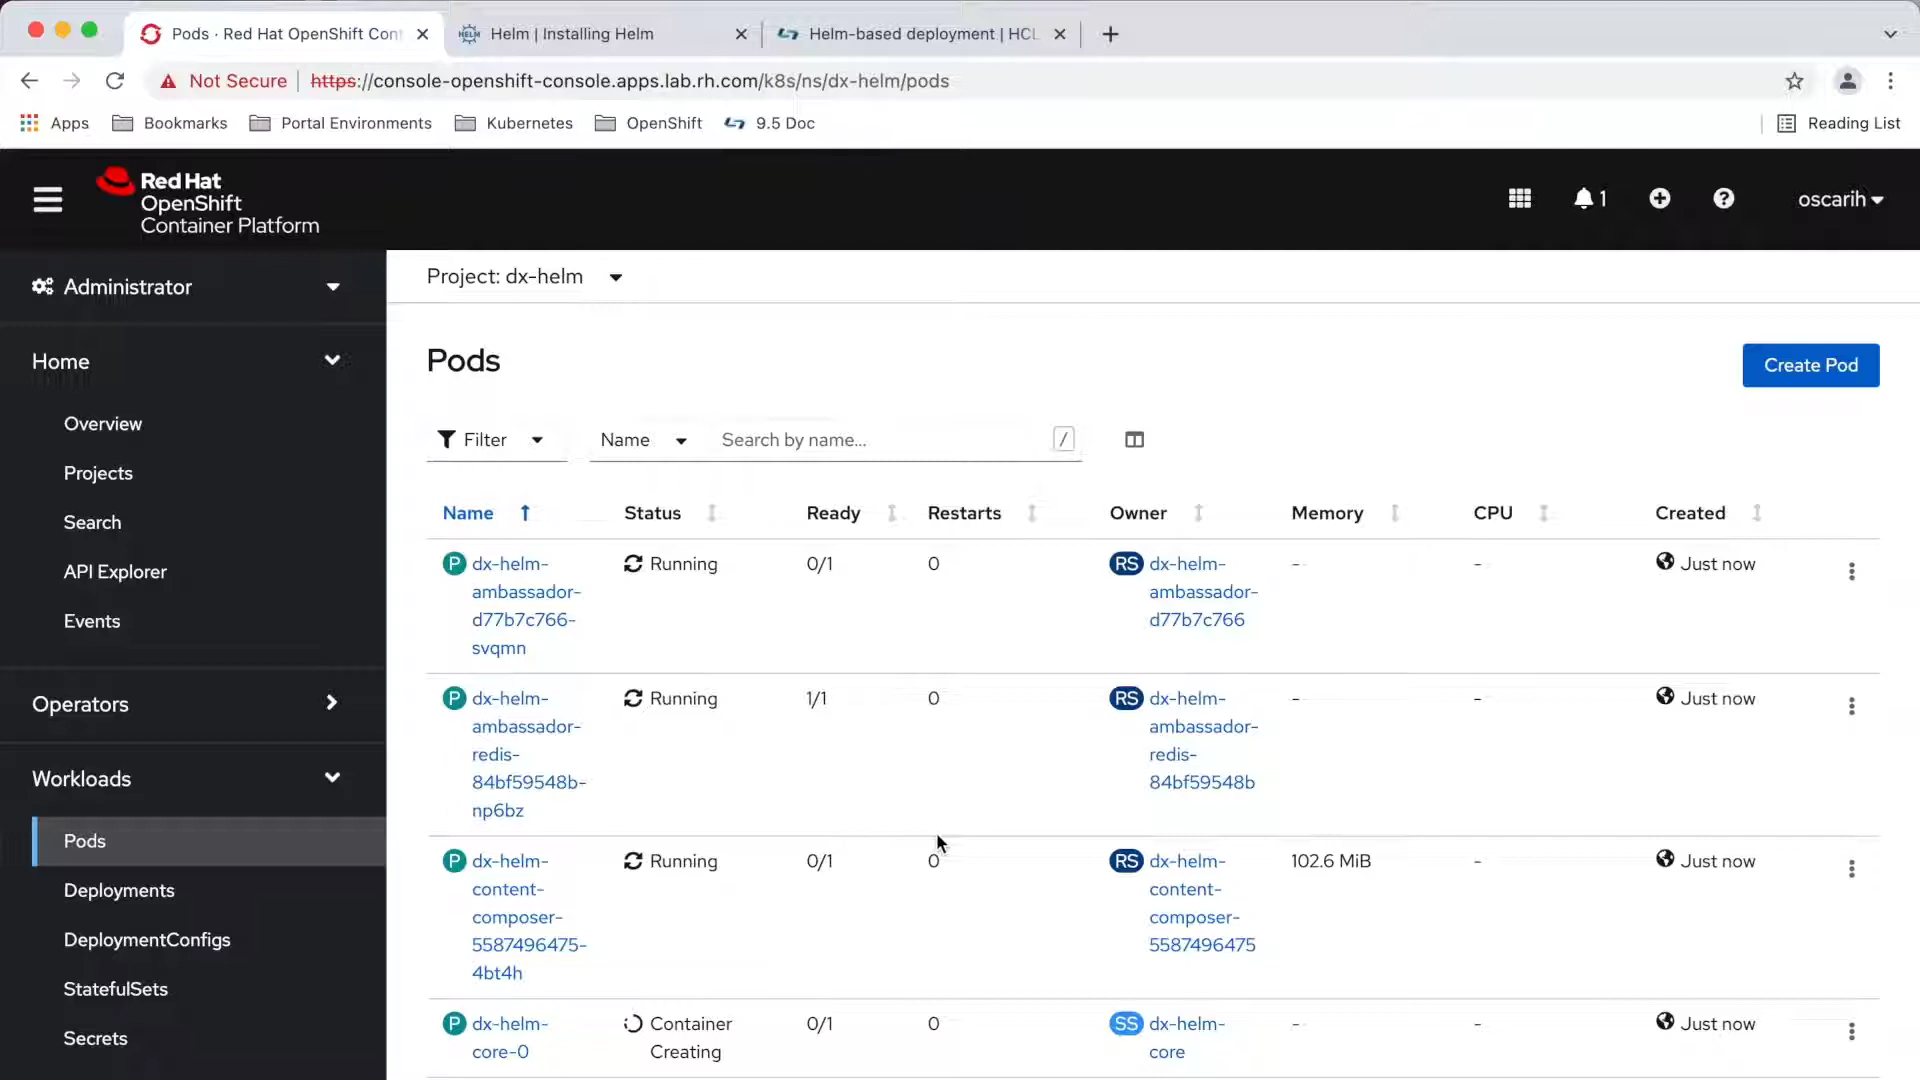 Pods · Red Hat OpenShift Con
Helm | Installing Helm
Helm-based deployment | HCL
Not Secure
https://console-openshift-console.apps.lab.rh.com/k8s/ns/dx-helm/pods
Apps
Bookmarks
Portal Environments
Kubernetes
OpenShift
9.5 Doc
Reading List
Red Hat
OpenShift
Container Platform
1
oscarih
Administrator
Home
Overview
Projects
Search
API Explorer
Events
Operators
Workloads
Pods
Deployments
DeploymentConfigs
StatefulSets
Secrets
Project: dx-helm
Pods
Create Pod
Filter
Name
Search by name...
/
Name Status Ready Restarts Owner Memory CPU Created
P dx-helm- Running 0/1 0 RS dx-helm- - - Just now
ambassador- ambassador-
d77b7c766- d77b7c766
svqmn
P dx-helm- Running 1/1 0 RS dx-helm- - - Just now
ambassador- ambassador-
redis- redis-
84bf59548b- 84bf59548b
np6bz
P dx-helm- Running 0/1 0 RS dx-helm- 102.6 MiB - Just now
content- content-
composer- composer-
5587496475- 5587496475
4bt4h
P dx-helm- Container 0/1 0 SS dx-helm- - - Just now
core-0 Creating core